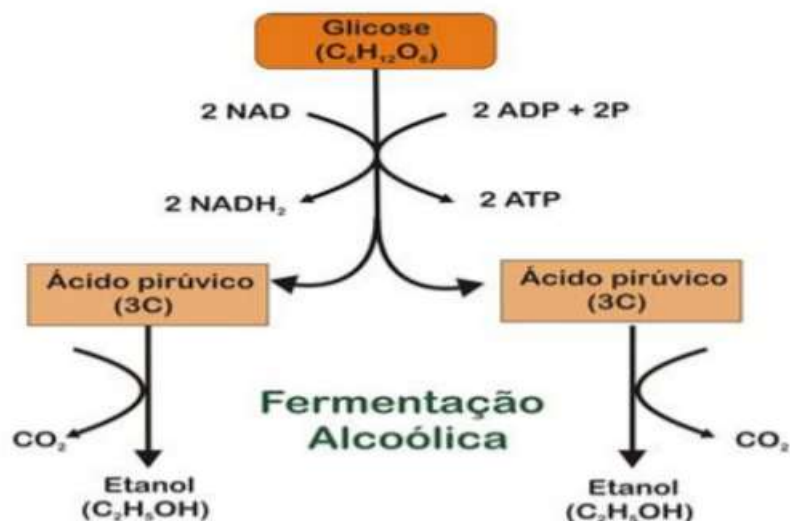 Glicose
(C₆H₁₂O₆)
2 NAD
2 ADP + 2P
2 NADH₂
2 ATP
Ácido pirúvico
(3C)
Ácido pirúvico
(3C)
Fermentação
Alcoólica
CO₂
CO₂
Etanol
(C₂H₅OH)
Etanol
(C₂H₅OH)